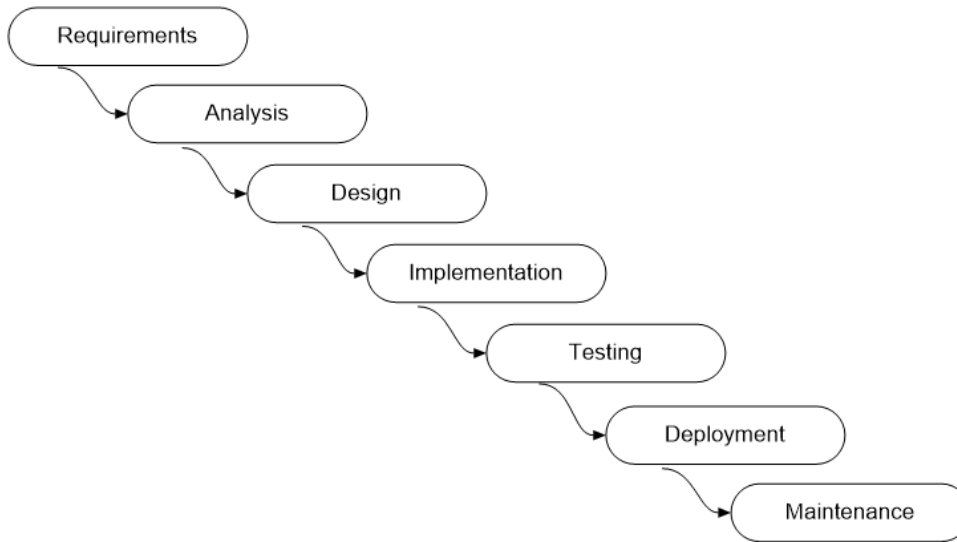 Requirements
Analysis
Design
Implementation
Testing
Deployment
Maintenance